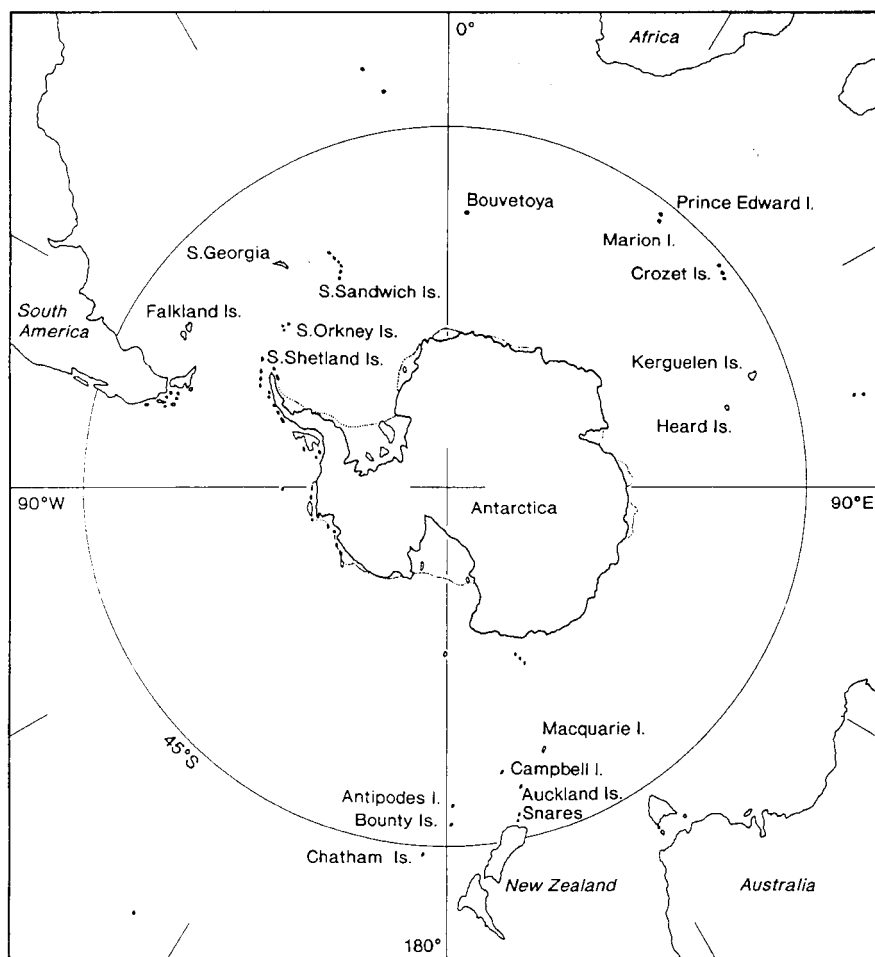 0°
Africa
Bouvetoya
Prince Edward I.
Marion I.
S.Georgia
Crozet Is.
S.Sandwich Is.
South
America
Falkland Is.
S.Orkney Is.
S.Shetland Is.
Kerguelen Is.
Heard Is.
90°W
Antarctica
90°E
45°S
Macquarie I.
Campbell I.
Antipodes I.
Auckland Is.
Bounty Is.
Snares
Chatham Is.
New Zealand
Australia
180°